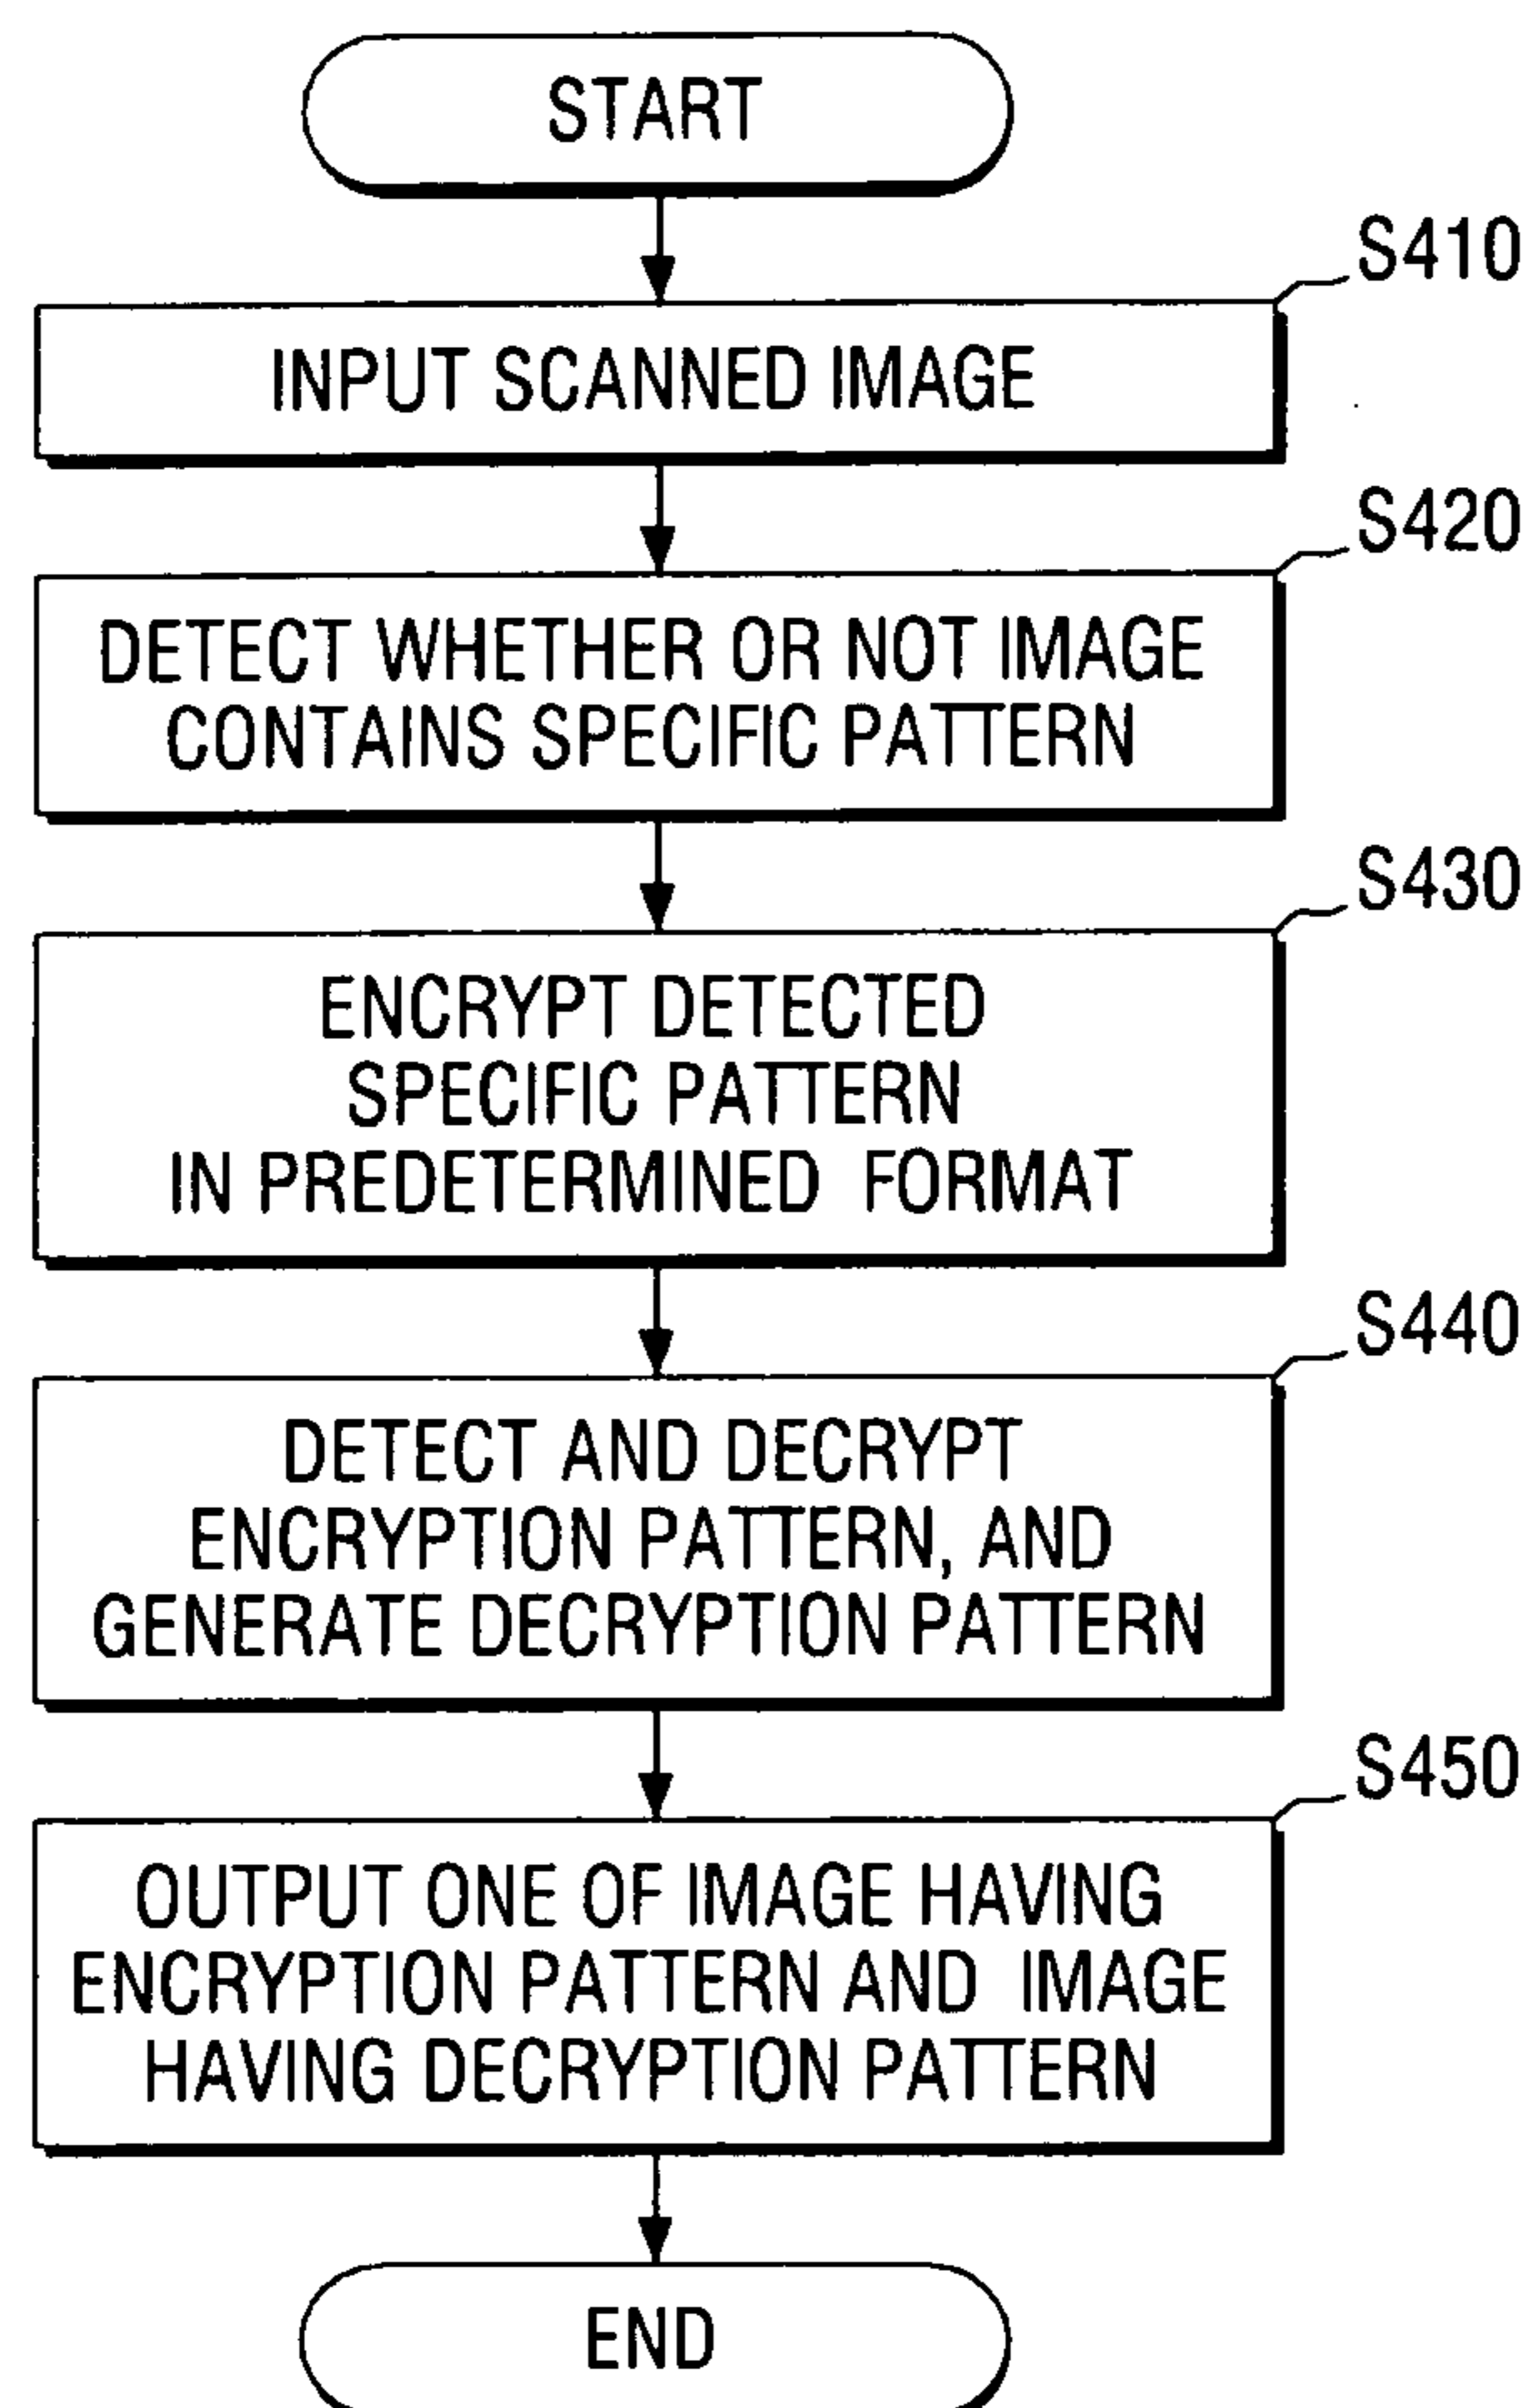 START
S410
INPUT SCANNED IMAGE
S420
DETECT WHETHER OR NOT IMAGE
CONTAINS SPECIFIC PATTERN
S430
ENCRYPT DETECTED
SPECIFIC PATTERN
IN PREDETERMINED FORMAT
S440
DETECT AND DECRYPT
ENCRYPTION PATTERN, AND
GENERATE DECRYPTION PATTERN
S450
OUTPUT ONE OF IMAGE HAVING
ENCRYPTION PATTERN AND IMAGE
HAVING DECRYPTION PATTERN
END